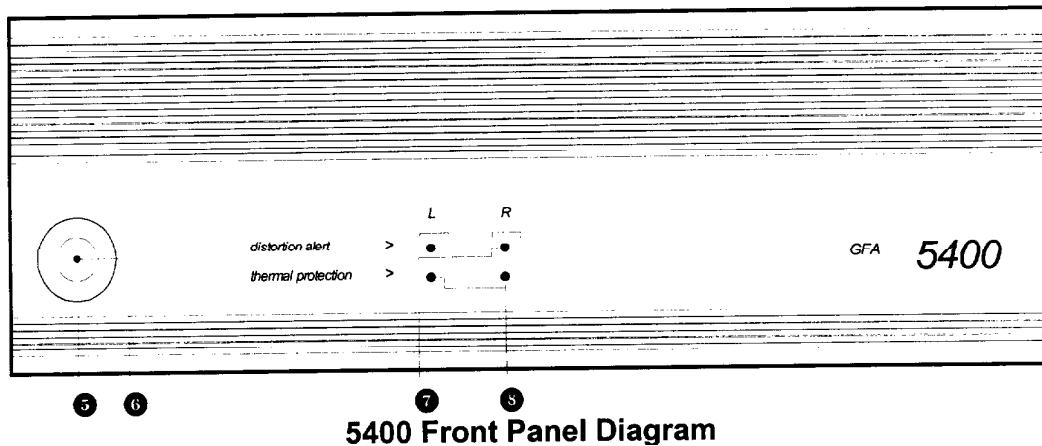 L R
distortion alert > GFA 5400
thermal protection >
5 6 7 8
5400 Front Panel Diagram